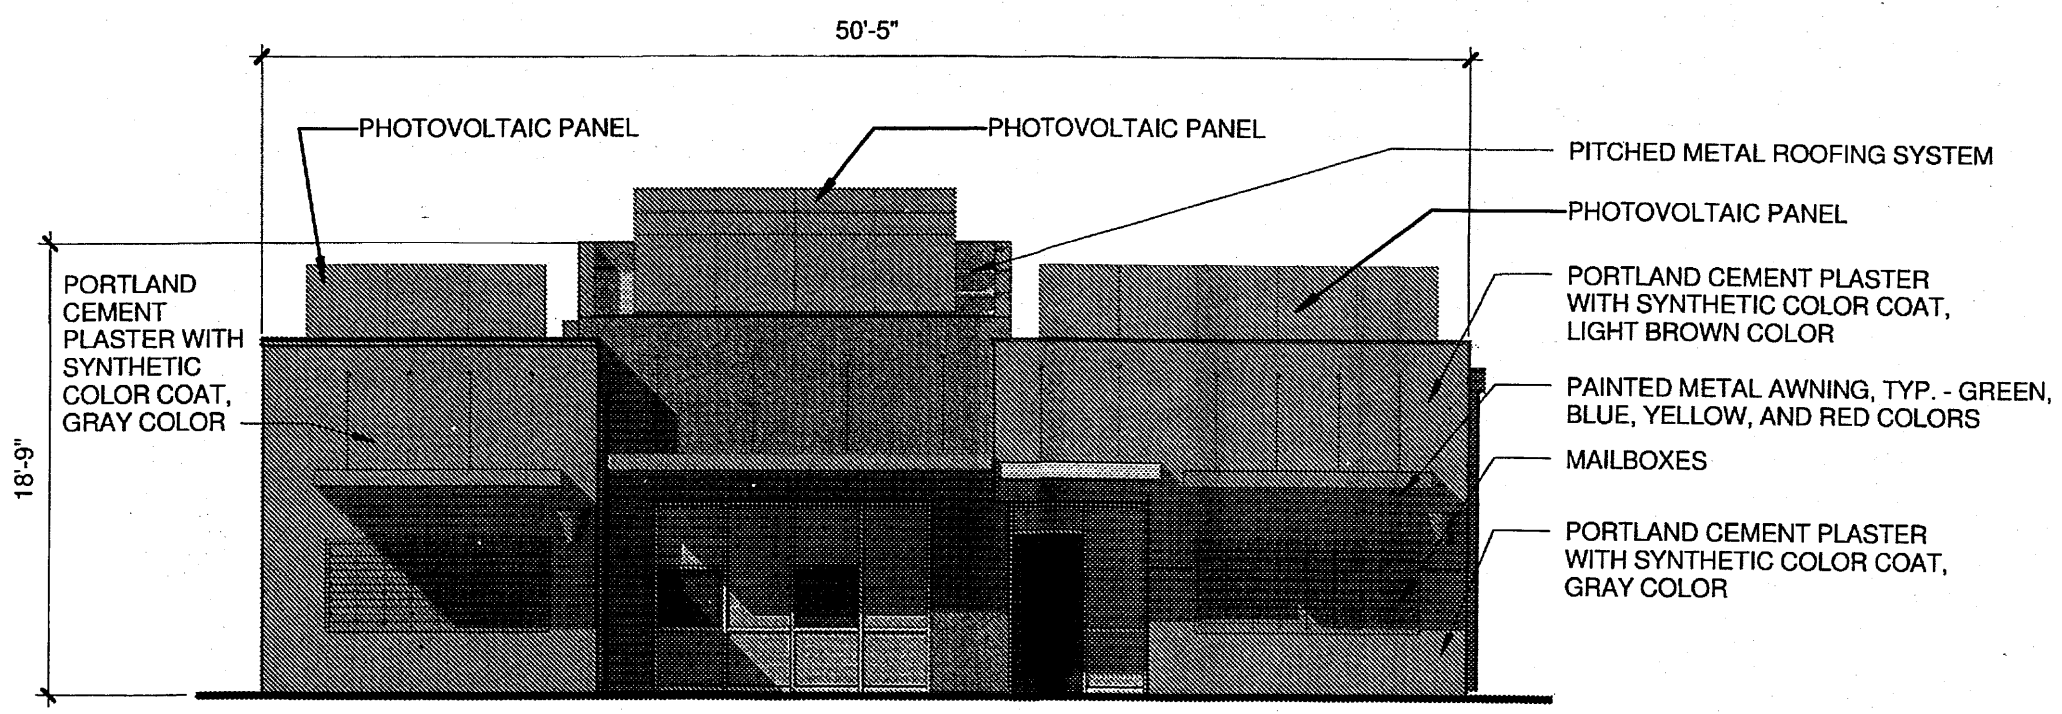 50'-5"
PHOTOVOLTAIC PANEL
PHOTOVOLTAIC PANEL
PITCHED METAL ROOFING SYSTEM
PHOTOVOLTAIC PANEL
PORTLAND
CEMENT
PLASTER WITH
SYNTHETIC
COLOR COAT,
GRAY COLOR
18'-9"
PORTLAND CEMENT PLASTER
WITH SYNTHETIC COLOR COAT,
LIGHT BROWN COLOR
PAINTED METAL AWNING, TYP. - GREEN,
BLUE, YELLOW, AND RED COLORS
MAILBOXES
PORTLAND CEMENT PLASTER
WITH SYNTHETIC COLOR COAT,
GRAY COLOR